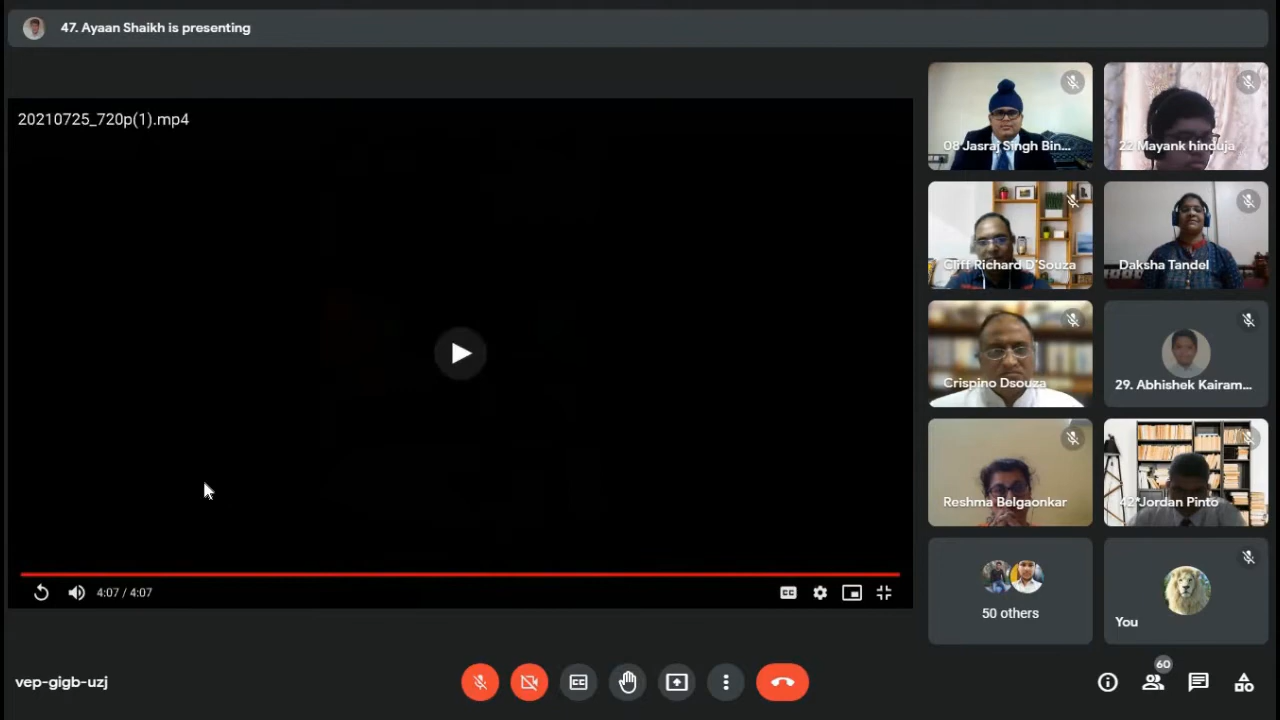 47. Ayaan Shaikh is presenting
20210725_720p(1).mp4
08 Jasraj Singh Bin...
22 Mayank hinduja
Cliff Richard D'Souza
Daksha Tandel
Crispino Dsouza
29. Abhishek Kairam...
Reshma Belgaonkar
42*Jordan Pinto
50 others
You
4:07 / 4:07
CC
vep-gigb-uzj
CC
60